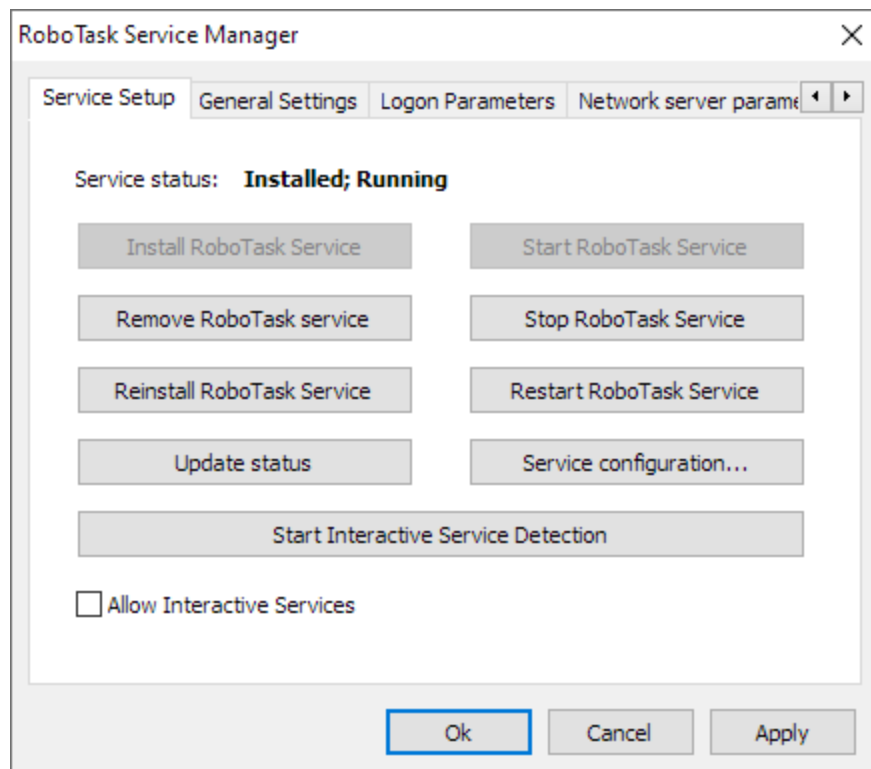 RoboTask Service Manager
Service Setup General Settings Logon Parameters Network server parame
Service status: Installed; Running
Install RoboTask Service Start RoboTask Service
Remove RoboTask service Stop RoboTask Service
Reinstall RoboTask Service Restart RoboTask Service
Update status Service configuration...
Start Interactive Service Detection
Allow Interactive Services
Ok Cancel Apply